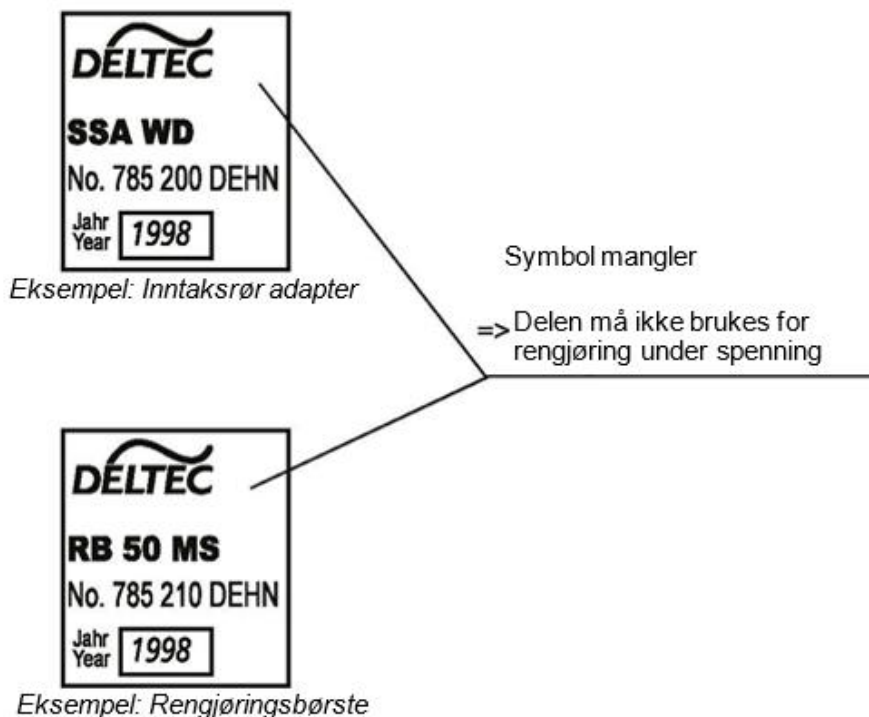 DELTEC
SSA WD
No. 785 200 DEHN
Jahr
Year
1998
Eksempel: Inntaksrør adapter
Symbol mangler
=> Delen må ikke brukes for
rengjøring under spenning
DELTEC
RB 50 MS
No. 785 210 DEHN
Jahr
Year
1998
Eksempel: Rengjøringsbørste